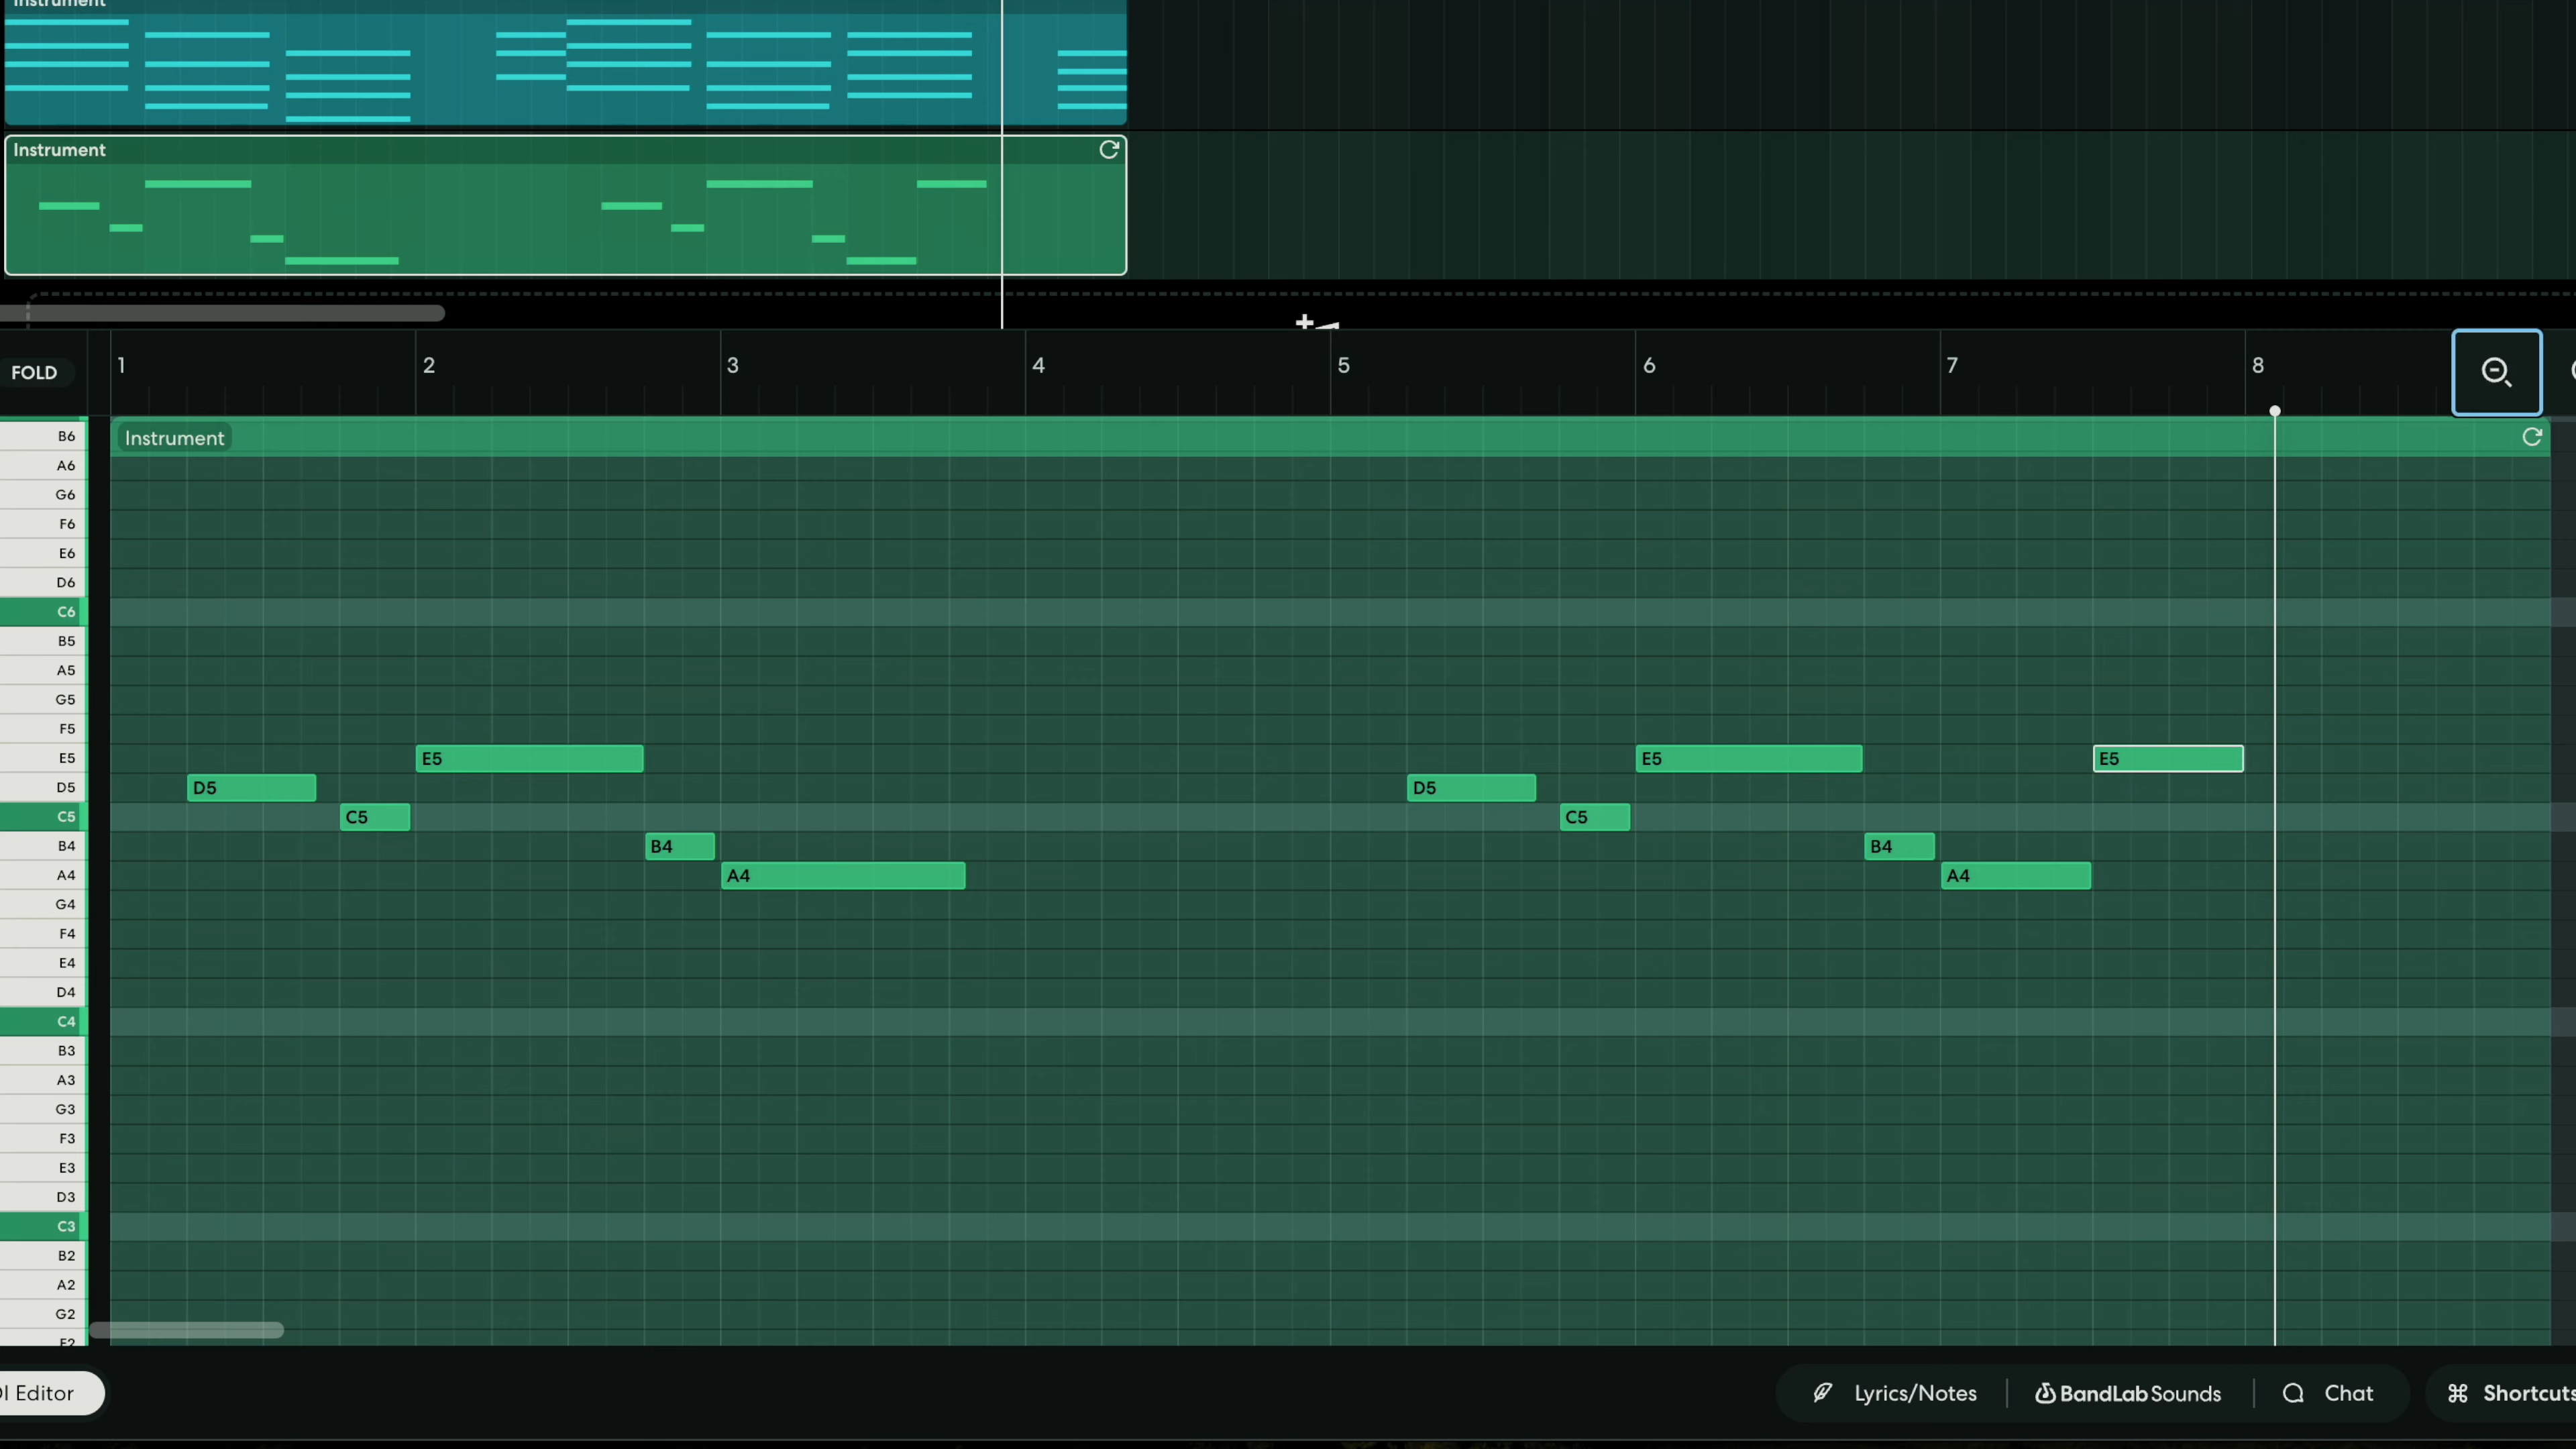 Instrument
Instrument
FOLD
1 2 3 4 5 6 7 8
Instrument
B6
A6
G6
F6
E6
D6
C6
B5
A5
G5
F5
E5 E5 E5 E5
D5 D5 D5
C5 C5 C5
B4 B4 B4
A4 A4 A4
G4
F4
E4
D4
C4
B3
A3
G3
F3
E3
D3
C3
B2
A2
G2
F2
Editor Lyrics/Notes BandLab Sounds Chat Shortcuts